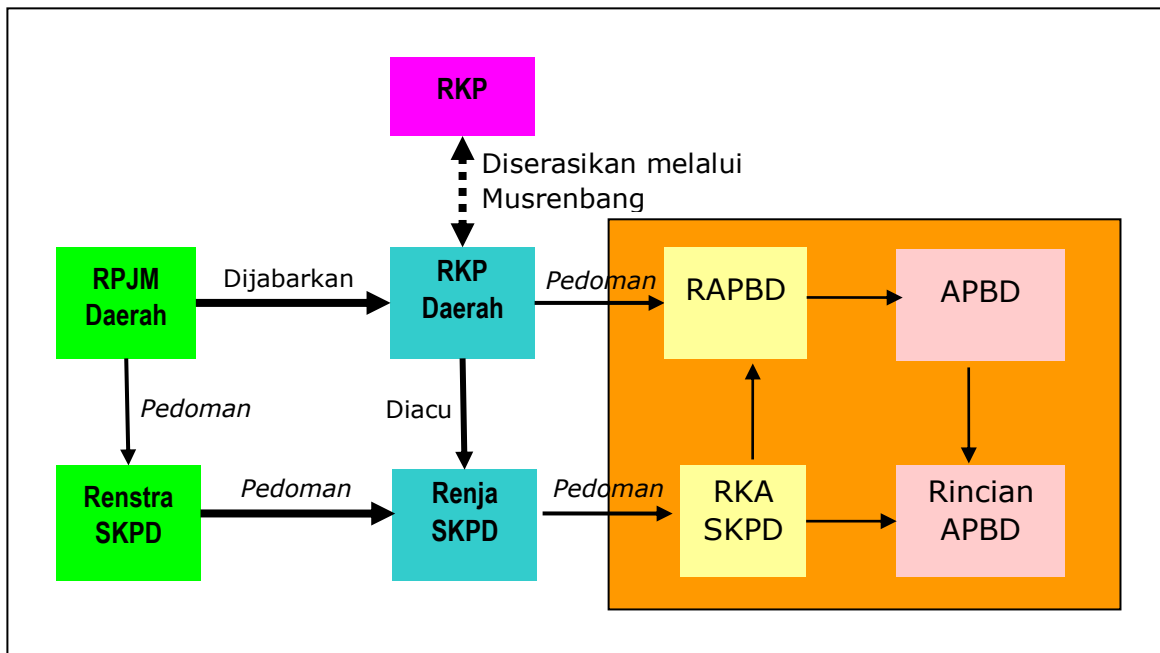 RKP
Diserasikan melalui
Musrenbang
RPJM
Daerah
Dijabarkan
RKP
Daerah
Pedoman
RAPBD
APBD
Pedoman
Diacu
Renstra
SKPD
Pedoman
Renja
SKPD
Pedoman
RKA
SKPD
Rincian
APBD